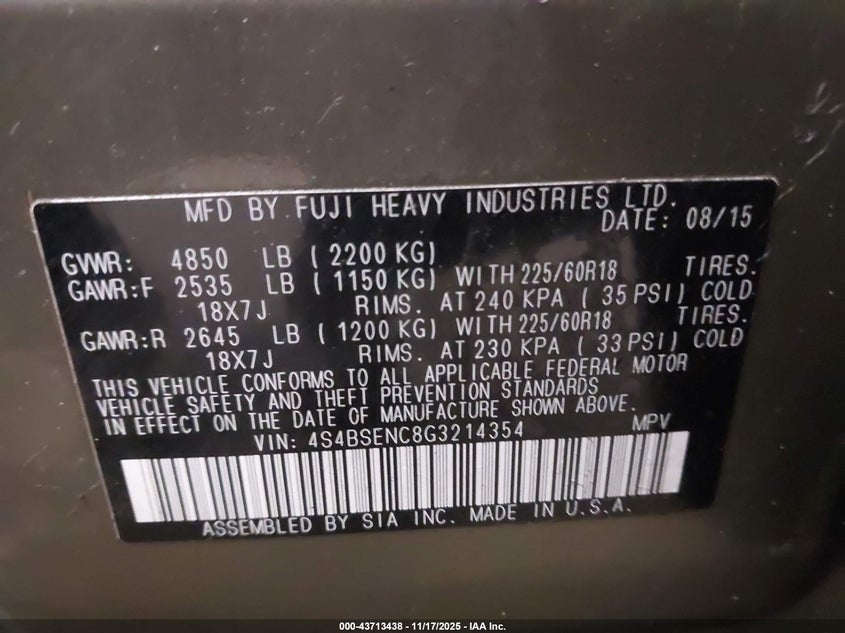 MFD BY FUJI HEAVY INDUSTRIES LTD.
DATE: 08/15
GVWR: 4850 LB ( 2200 KG)
GAWR:F 2535 LB ( 1150 KG) WITH 225/60R18 TIRES.
18X7J RIMS. AT 240 KPA ( 35 PSI) COLD
GAWR:R 2645 LB ( 1200 KG) WITH 225/60R18 TIRES.
18X7J RIMS. AT 230 KPA ( 33 PSI) COLD
THIS VEHICLE CONFORMS TO ALL APPLICABLE FEDERAL MOTOR
VEHICLE SAFETY AND THEFT PREVENTION STANDARDS
IN EFFECT ON THE DATE OF MANUFACTURE SHOWN ABOVE.
VIN: 4S4BSENC8G3214354 MPV
ASSEMBLED BY SIA INC. MADE IN U.S.A.
000-43713438 - 11/17/2025 - IAA Inc.